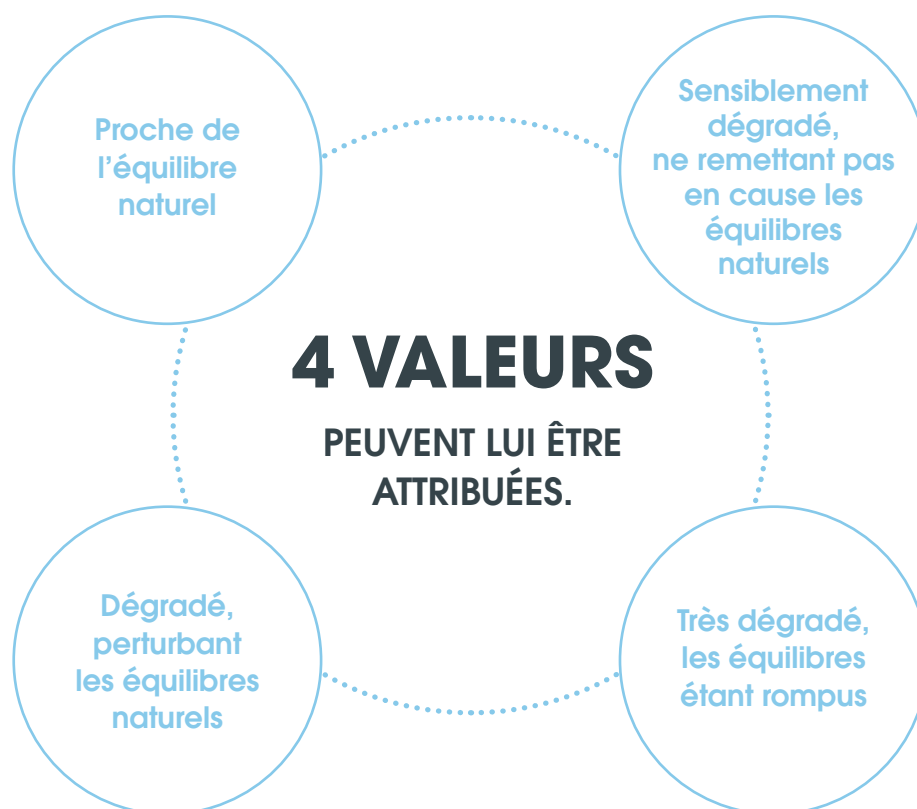 Proche de
l’équilibre
naturel
Sensiblement
dégradé,
ne remettant pas
en cause les
équilibres
naturels
4 VALEURS
PEUVENT LUI ÊTRE
ATTRIBUÉES.
Dégradé,
perturbant
les équilibres
naturels
Très dégradé,
les équilibres
étant rompus